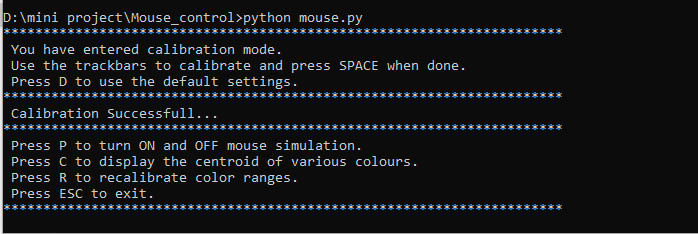 D:\mini project\Mouse_control>python mouse.py
**********************************************************************
You have entered calibration mode.
Use the trackbars to calibrate and press SPACE when done.
Press D to use the default settings.
**********************************************************************
Calibration Successfull...
**********************************************************************
Press P to turn ON and OFF mouse simulation.
Press C to display the centroid of various colours.
Press R to recalibrate color ranges.
Press ESC to exit.
**********************************************************************